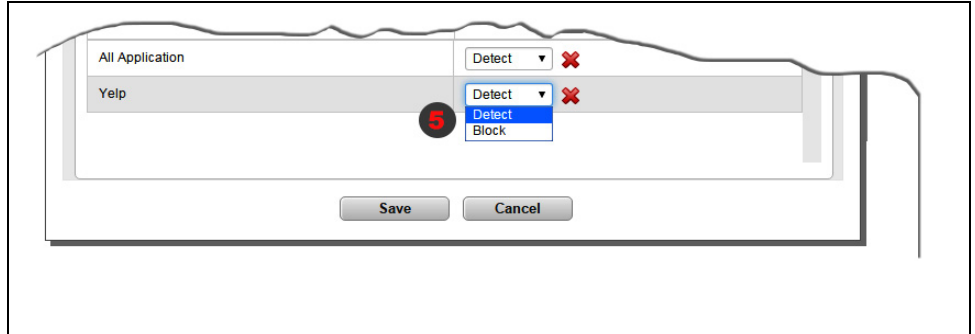 All Application Detect
Yelp Detect
5 Detect
Block
Save Cancel